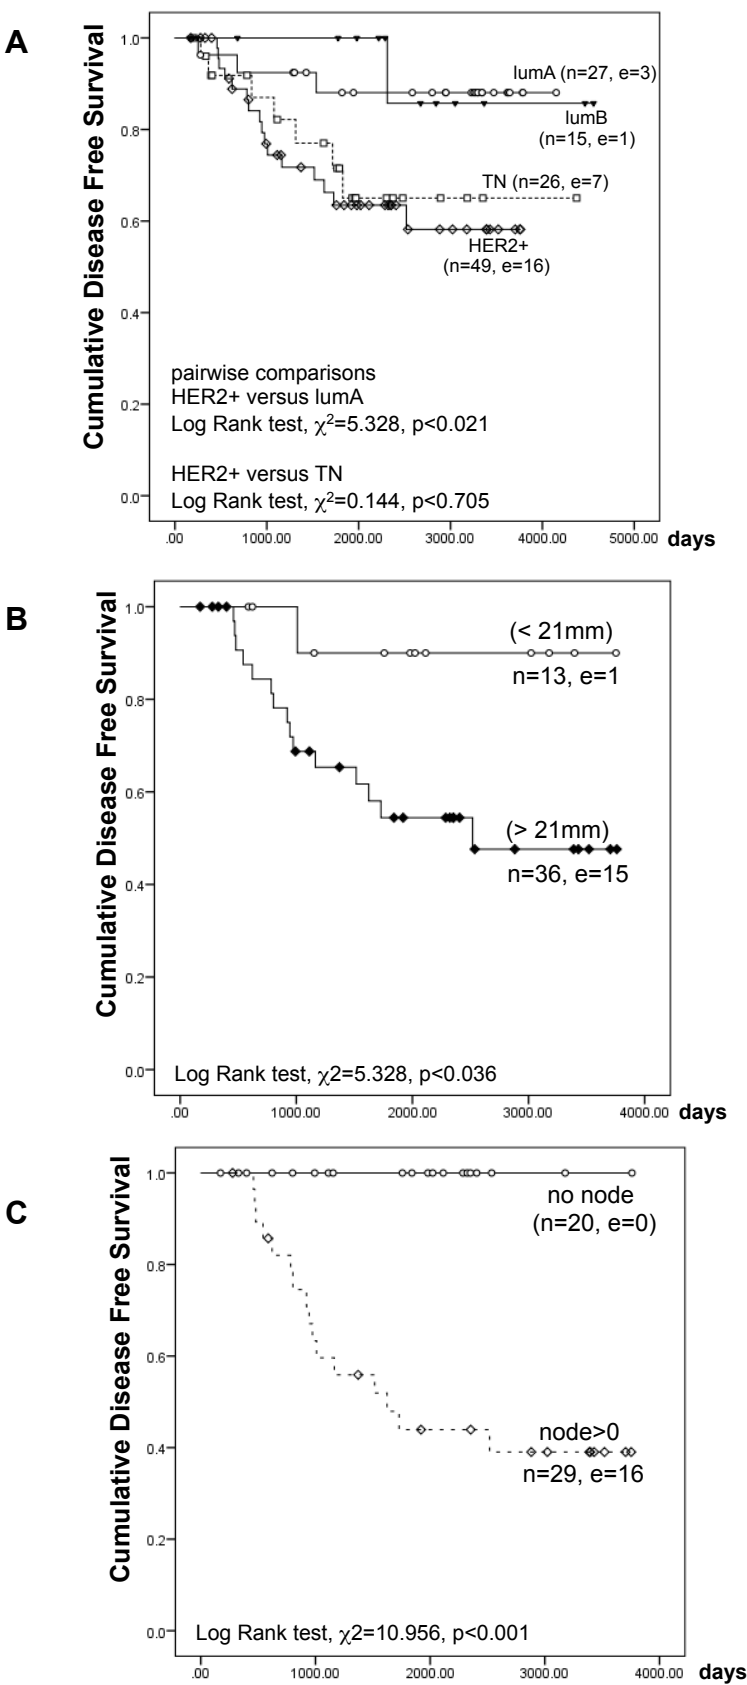 A
Cumulative Disease Free Survival
1.0
0.8
0.6
0.4
0.2
0.0
lumA (n=27, e=3)
lumB
(n=15, e=1)
TN (n=26, e=7)
HER2+
(n=49, e=16)
pairwise comparisons
HER2+ versus lumA
Log Rank test, χ²=5.328, p<0.021
HER2+ versus TN
Log Rank test, χ²=0.144, p<0.705
.00 1000.00 2000.00 3000.00 4000.00 5000.00 days
B
Cumulative Disease Free Survival
1.0
0.8
0.6
0.4
0.2
0.0
(< 21mm)
n=13, e=1
(> 21mm)
n=36, e=15
Log Rank test, χ2=5.328, p<0.036
.00 1000.00 2000.00 3000.00 4000.00 days
C
Cumulative Disease Free Survival
1.0
0.8
0.6
0.4
0.2
0.0
no node
(n=20, e=0)
node>0
n=29, e=16
Log Rank test, χ2=10.956, p<0.001
.00 1000.00 2000.00 3000.00 4000.00 days